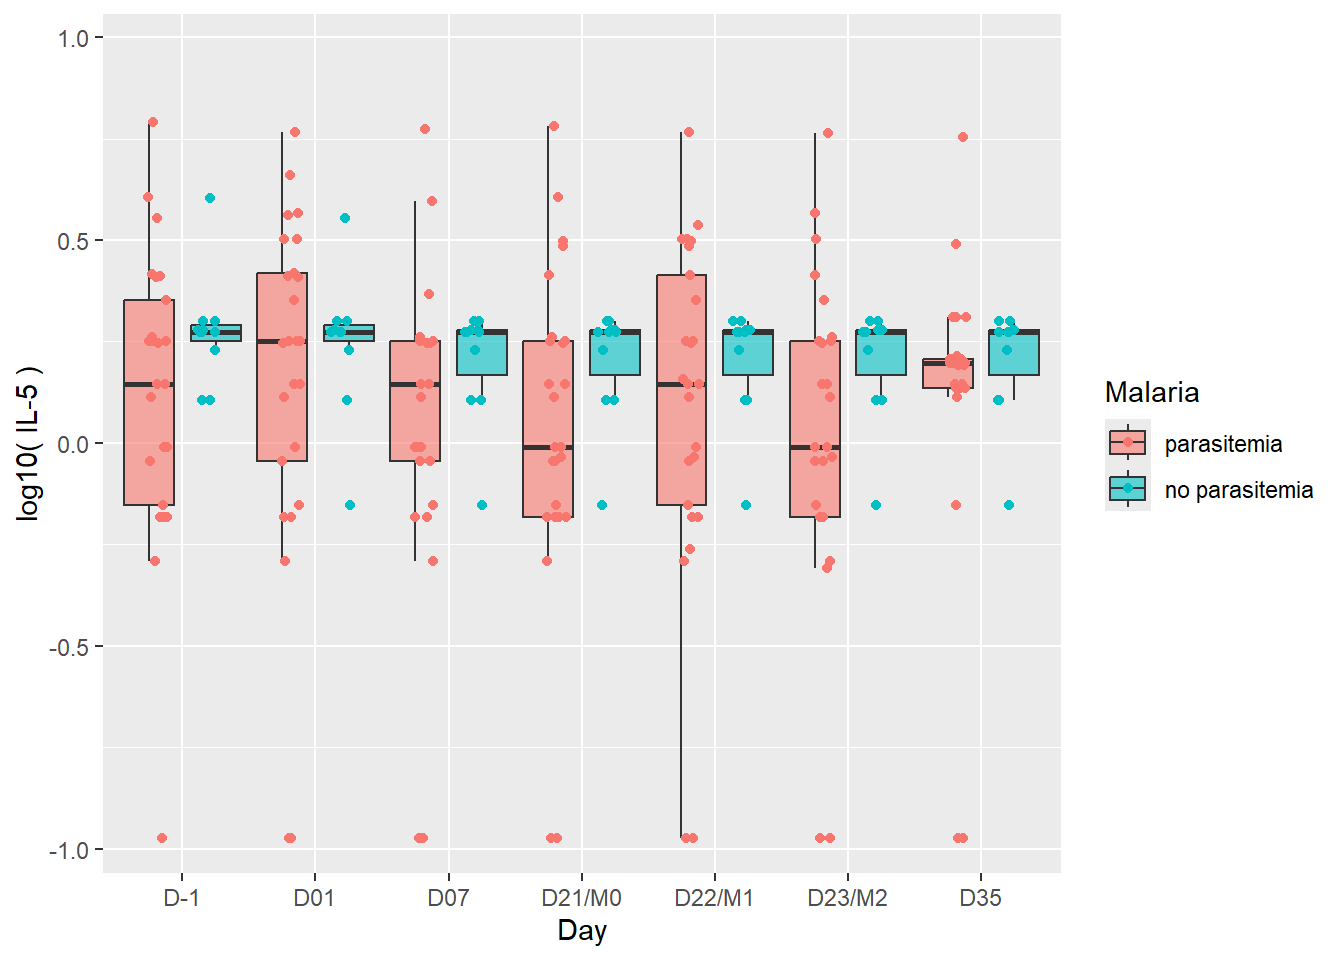 1.0
0.5
0.0
-0.5
-1.0
log10( IL-5 )
D-1 D01 D07 D21/M0 D22/M1 D23/M2 D35
Day
Malaria
parasitemia
no parasitemia